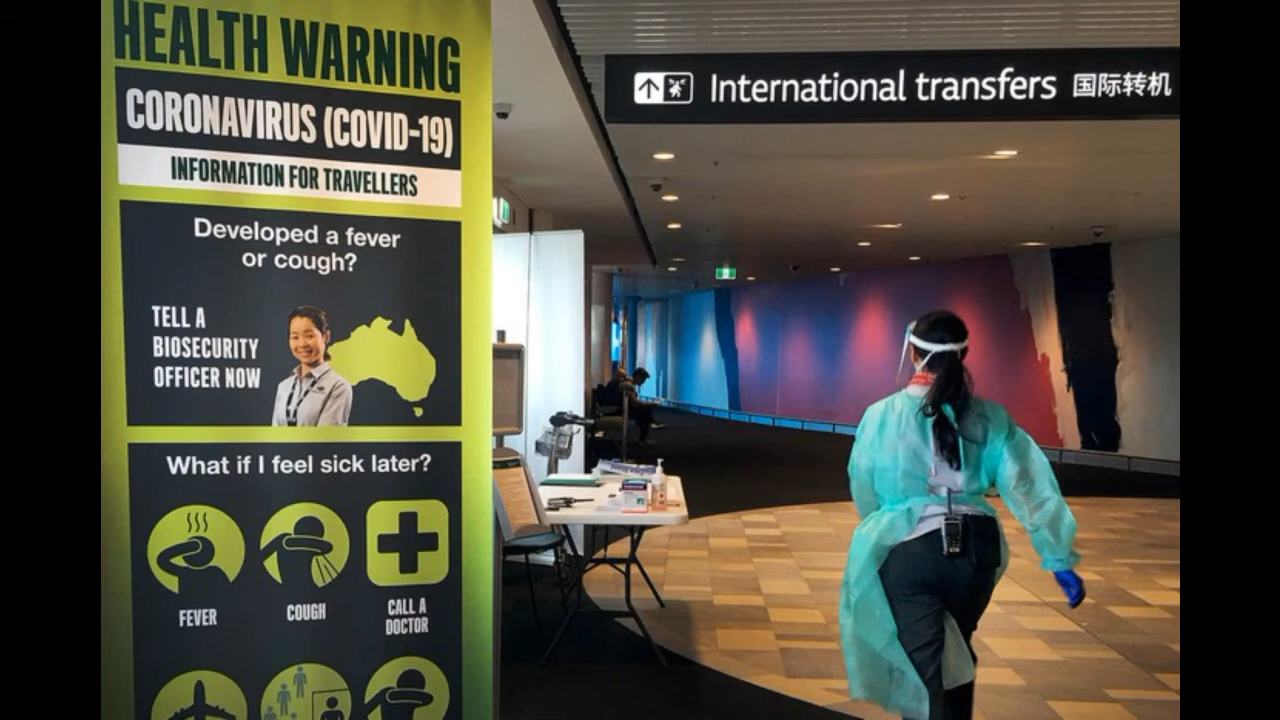 HEALTH WARNING
CORONAVIRUS (COVID-19)
INFORMATION FOR TRAVELLERS
Developed a fever
or cough?
TELL A
BIOSECURITY
OFFICER NOW
What if I feel sick later?
FEVER
COUGH
CALL A
DOCTOR
International transfers 国际转机